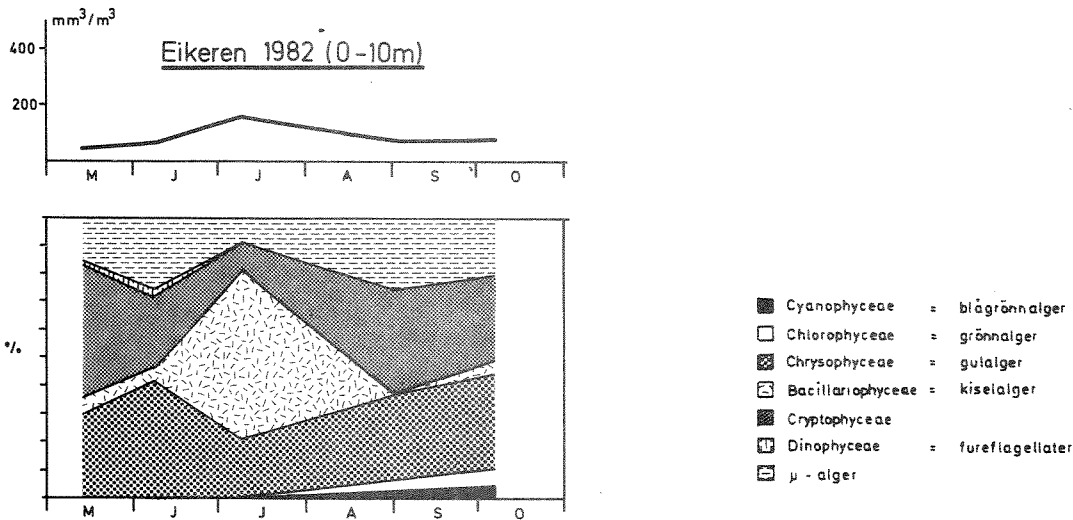 mm³/m³
400
Eikeren 1982 (0-10m)
200
M J J A S O
%
M J J A S O
Cyanophyceae = blågrönnalger
Chlorophyceae = grönnalger
Chrysophyceae = gulalger
Bacillariophyceae = kiselalger
Cryptophyceae
Dinophyceae = fureflagellater
μ - alger